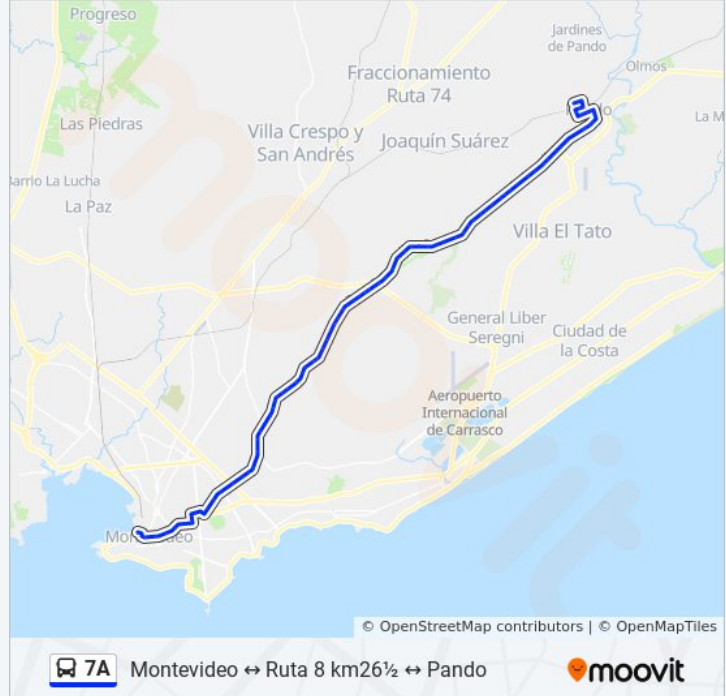 Progreso
Jardines
de Pando
Olmos
Fraccionamiento
Ruta 74
Las Piedras
Villa Crespo y
San Andrés
Joaquín Suárez
La M
Barrio La Lucha
La Paz
Villa El Tato
General Liber
Seregni
Ciudad de
la Costa
Aeropuerto
Internacional
de Carrasco
© OpenStreetMap contributors | © OpenMapTiles
7A Montevideo ↔ Ruta 8 km26½ ↔ Pando
moovit